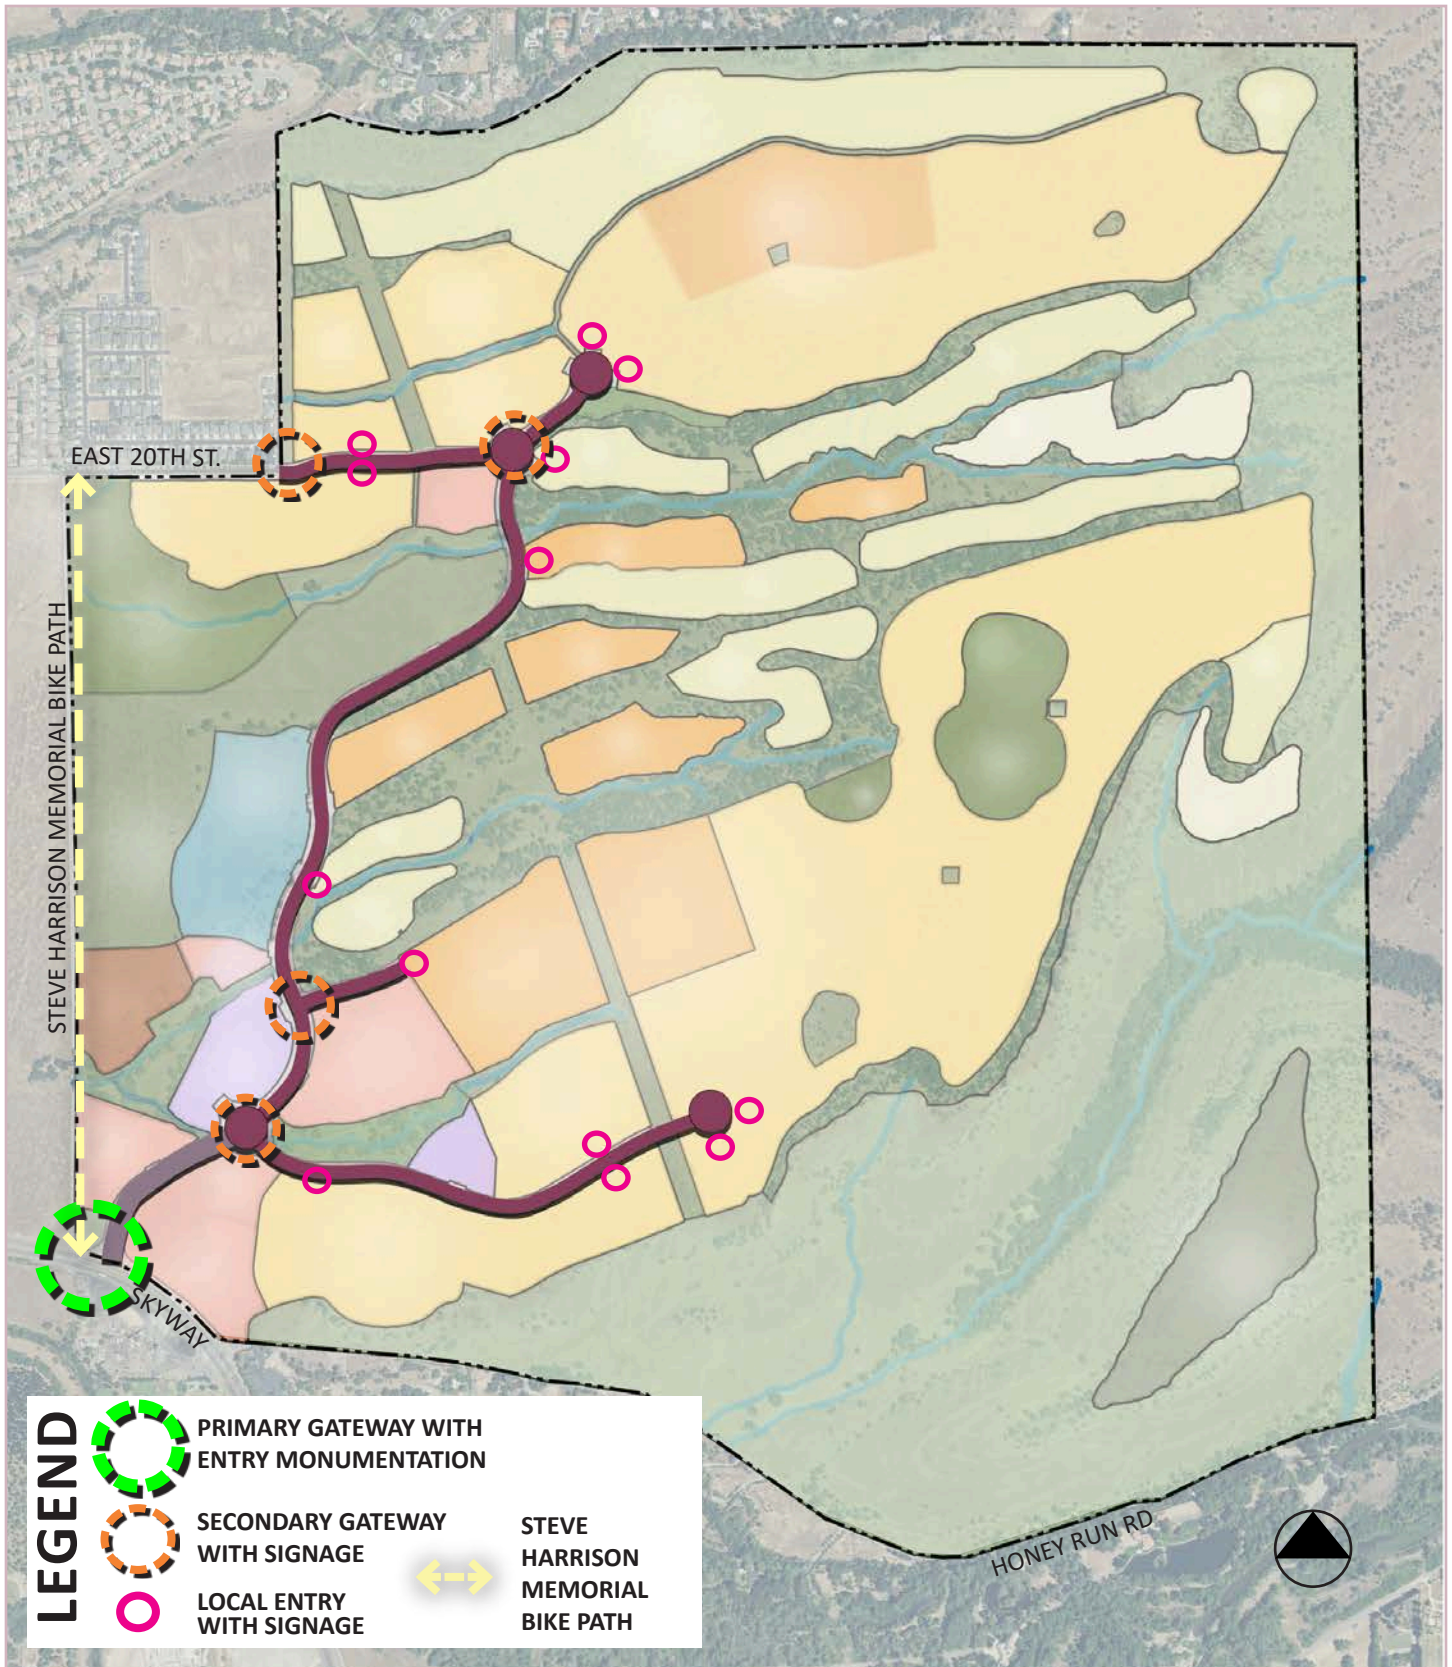 EAST 20TH ST.
STEVE HARRISON MEMORIAL BIKE PATH
SKYWAY
HONEY RUN RD
LEGEND
PRIMARY GATEWAY WITH
ENTRY MONUMENTATION
SECONDARY GATEWAY
WITH SIGNAGE
LOCAL ENTRY
WITH SIGNAGE
STEVE
HARRISON
MEMORIAL
BIKE PATH